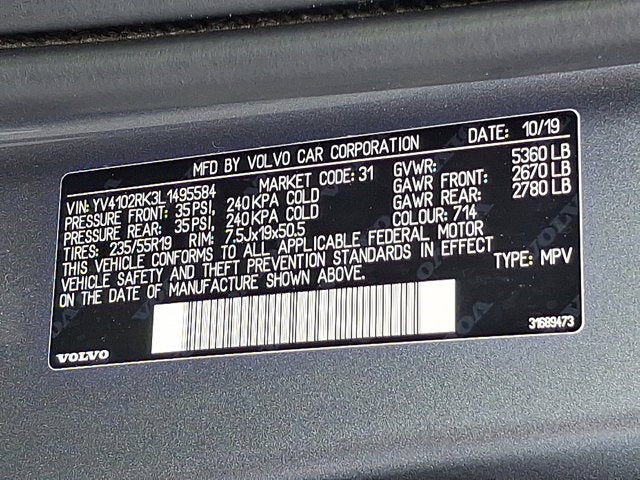 MFD BY VOLVO CAR CORPORATION DATE: 10/19
VIN: YV4102RK3L1495584 MARKET CODE: 31 GVWR: 5360 LB
PRESSURE FRONT: 35 PSI, 240 KPA COLD GAWR FRONT: 2670 LB
PRESSURE REAR: 35 PSI, 240 KPA COLD GAWR REAR: 2780 LB
TIRES: 235/55R19 RIM: 7.5Jx19x50.5 COLOUR: 714
THIS VEHICLE CONFORMS TO ALL APPLICABLE FEDERAL MOTOR
VEHICLE SAFETY AND THEFT PREVENTION STANDARDS IN EFFECT TYPE: MPV
ON THE DATE OF MANUFACTURE SHOWN ABOVE.
VOLVO 31689473